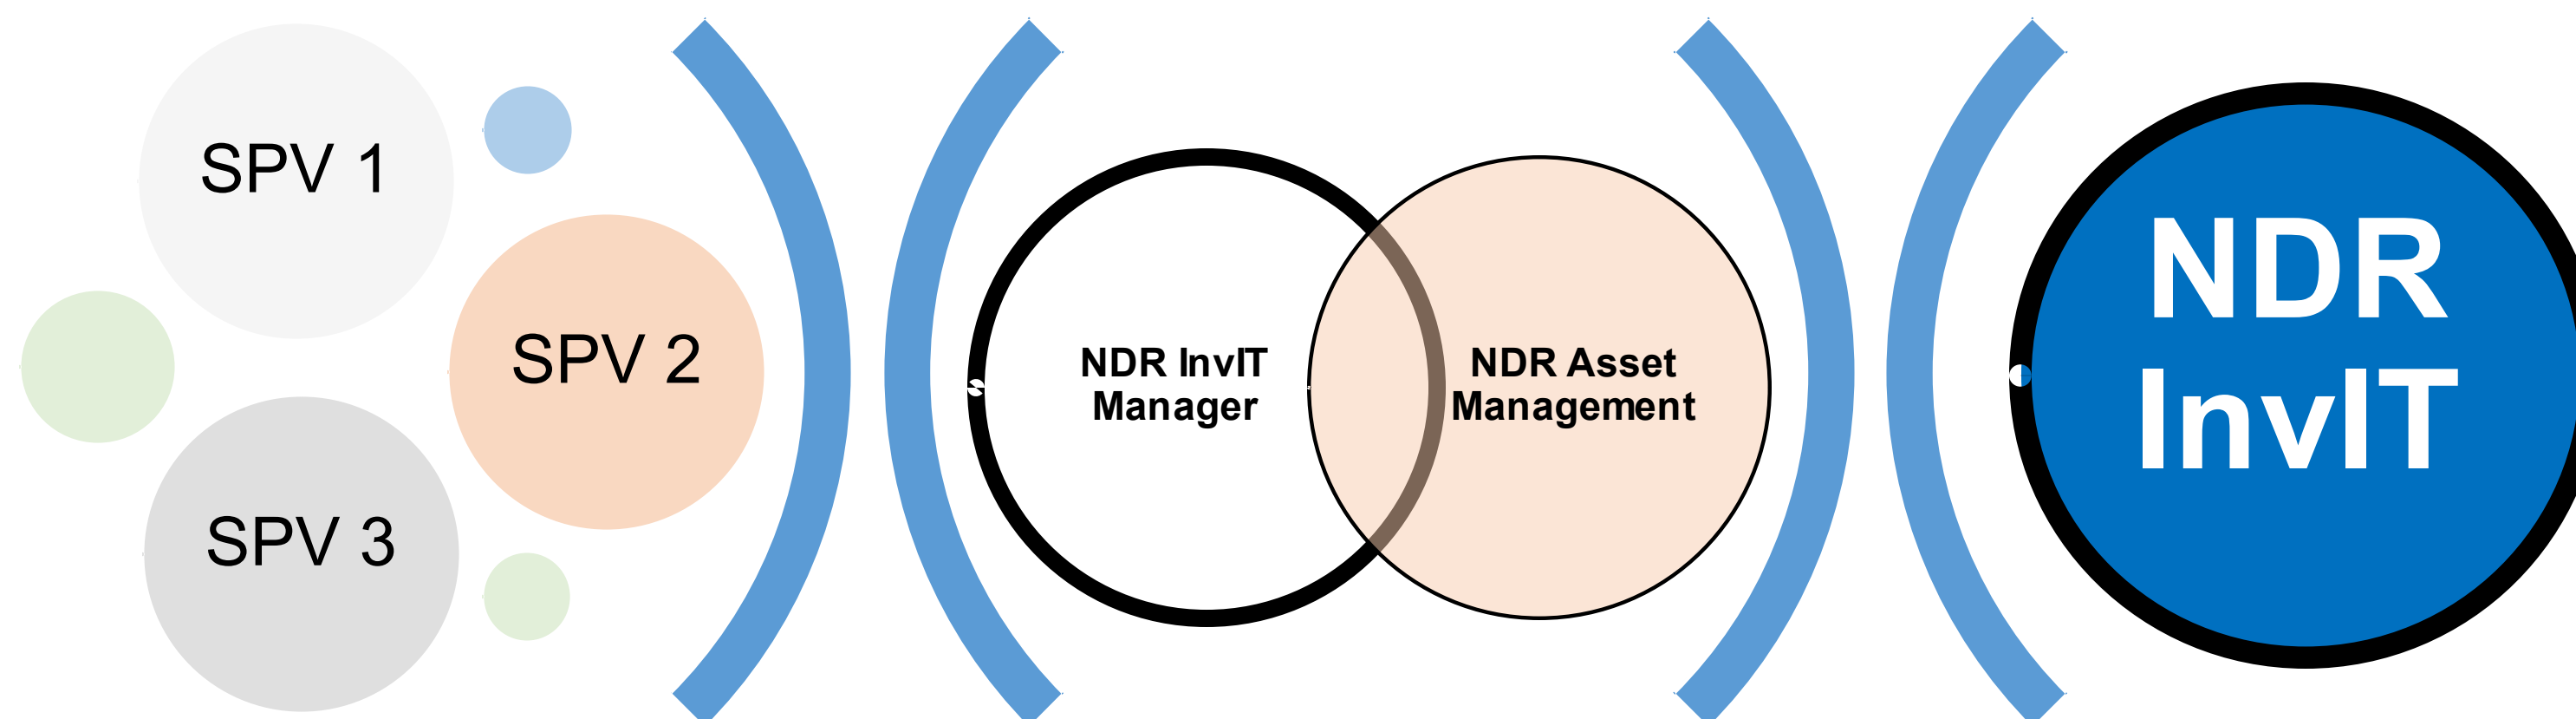 SPV 1
SPV 2
SPV 3
NDR InvIT
Manager
NDR Asset
Management
NDR
InvIT